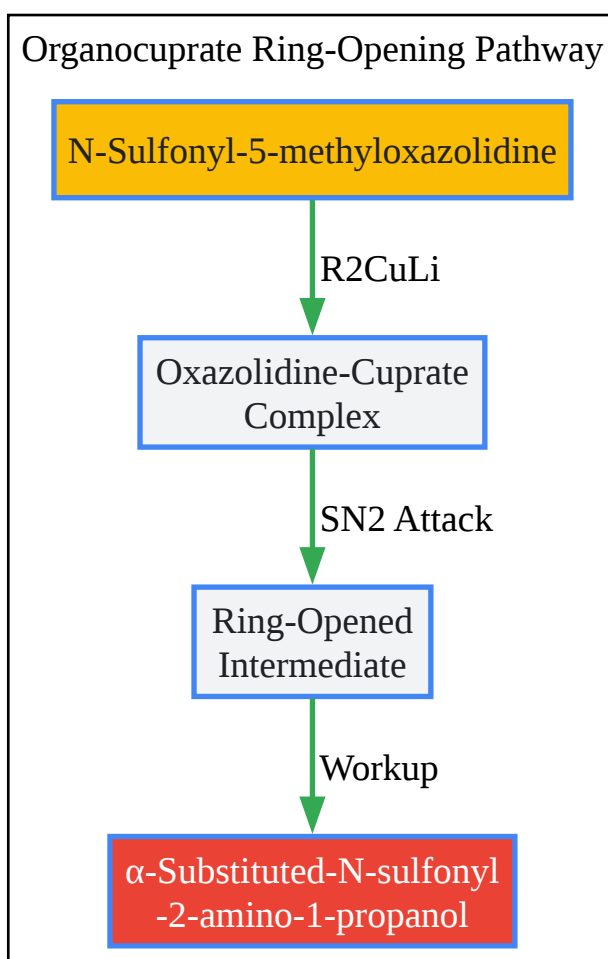 Organocuprate Ring-Opening Pathway
N-Sulfonyl-5-methyloxazolidine
R2CuLi
Oxazolidine-Cuprate
Complex
SN2 Attack
Ring-Opened
Intermediate
Workup
α-Substituted-N-sulfonyl
-2-amino-1-propanol